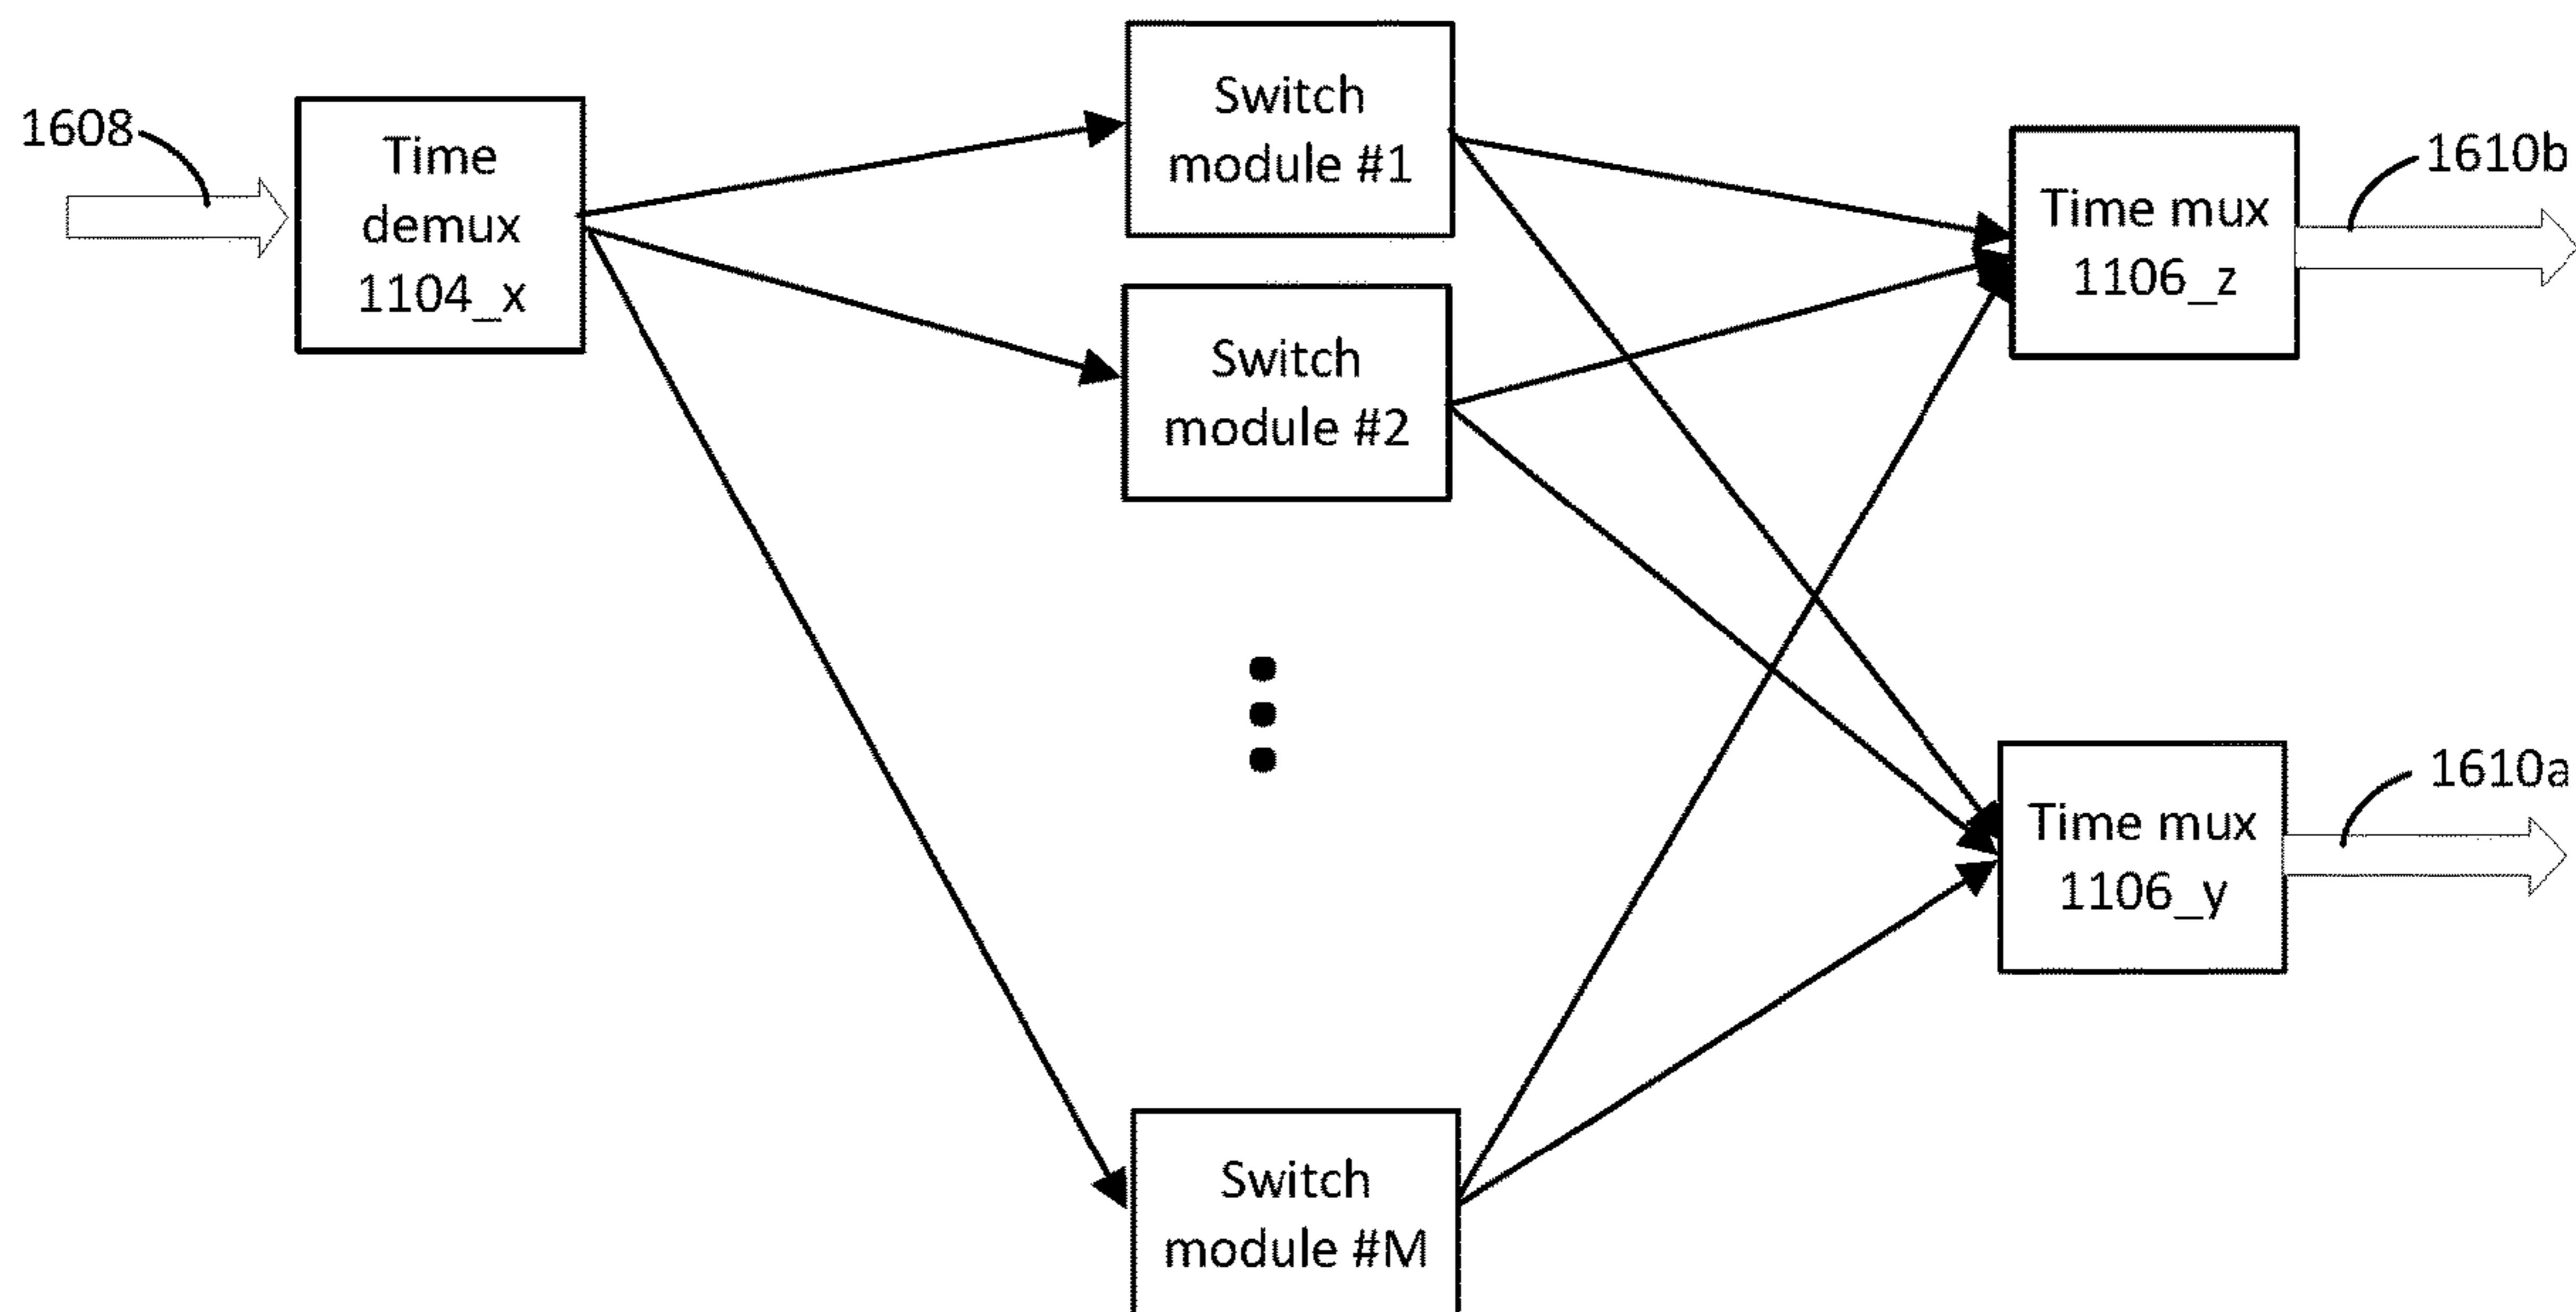 1608
Time
demux
1104_x
Switch
module #1
Switch
module #2
Switch
module #M
Time mux
1106_z
1610b
Time mux
1106_y
1610a